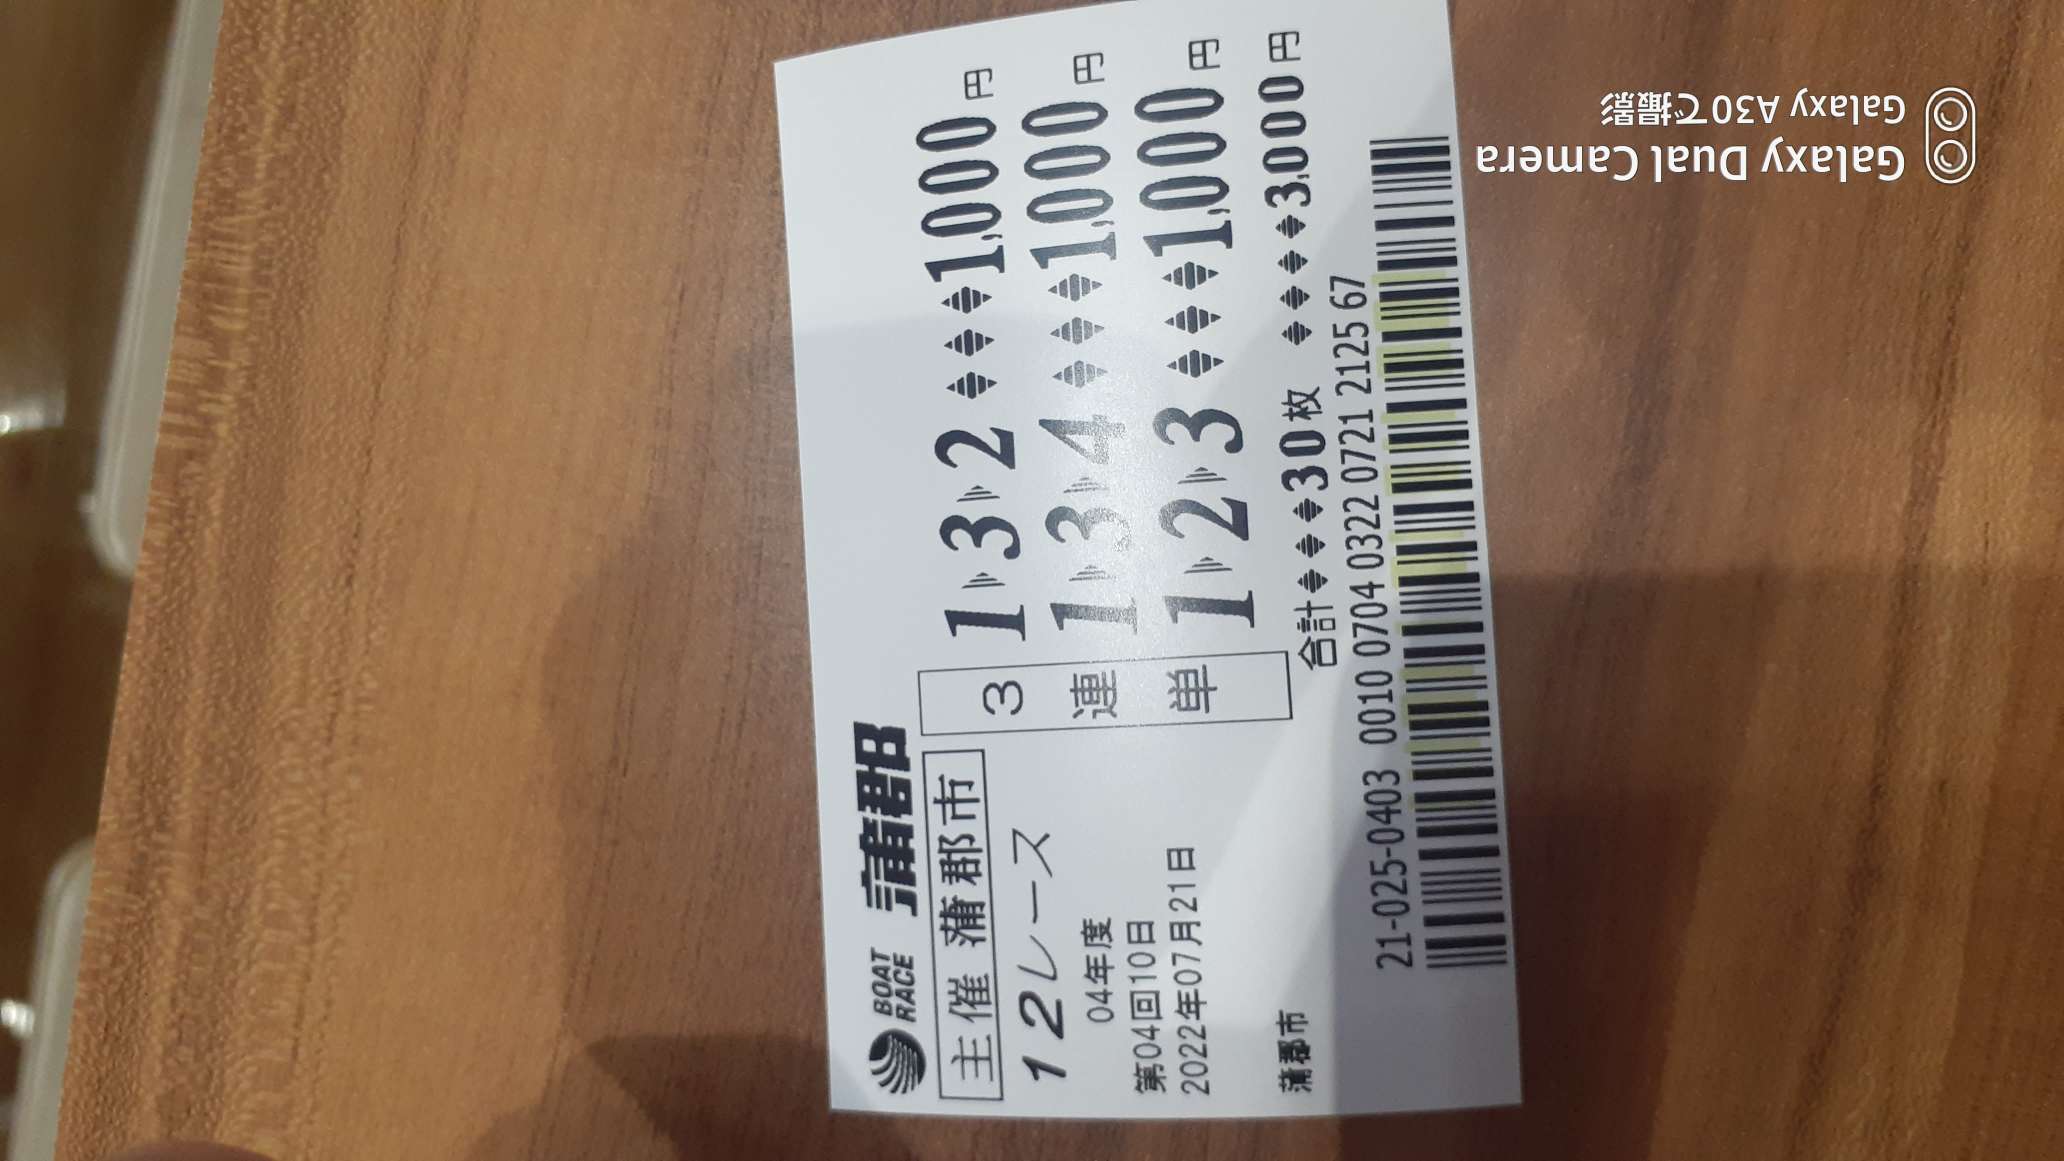 BOAT RACE 蒲郡
主催 蒲郡市
12レース
04年度
第04回10日
2022年07月21日
蒲郡市
3連単
1▶3▶2 ◆◆◆1,000円
1▶3▶4 ◆◆◆1,000円
1▶2▶3 ◆◆◆1,000円
合計◆◆◆30枚 ◆◆◆◆3,000円
21-025-0403 0010 0704 0322 0721 2125 67
Galaxy Dual Camera
Galaxy A30で撮影